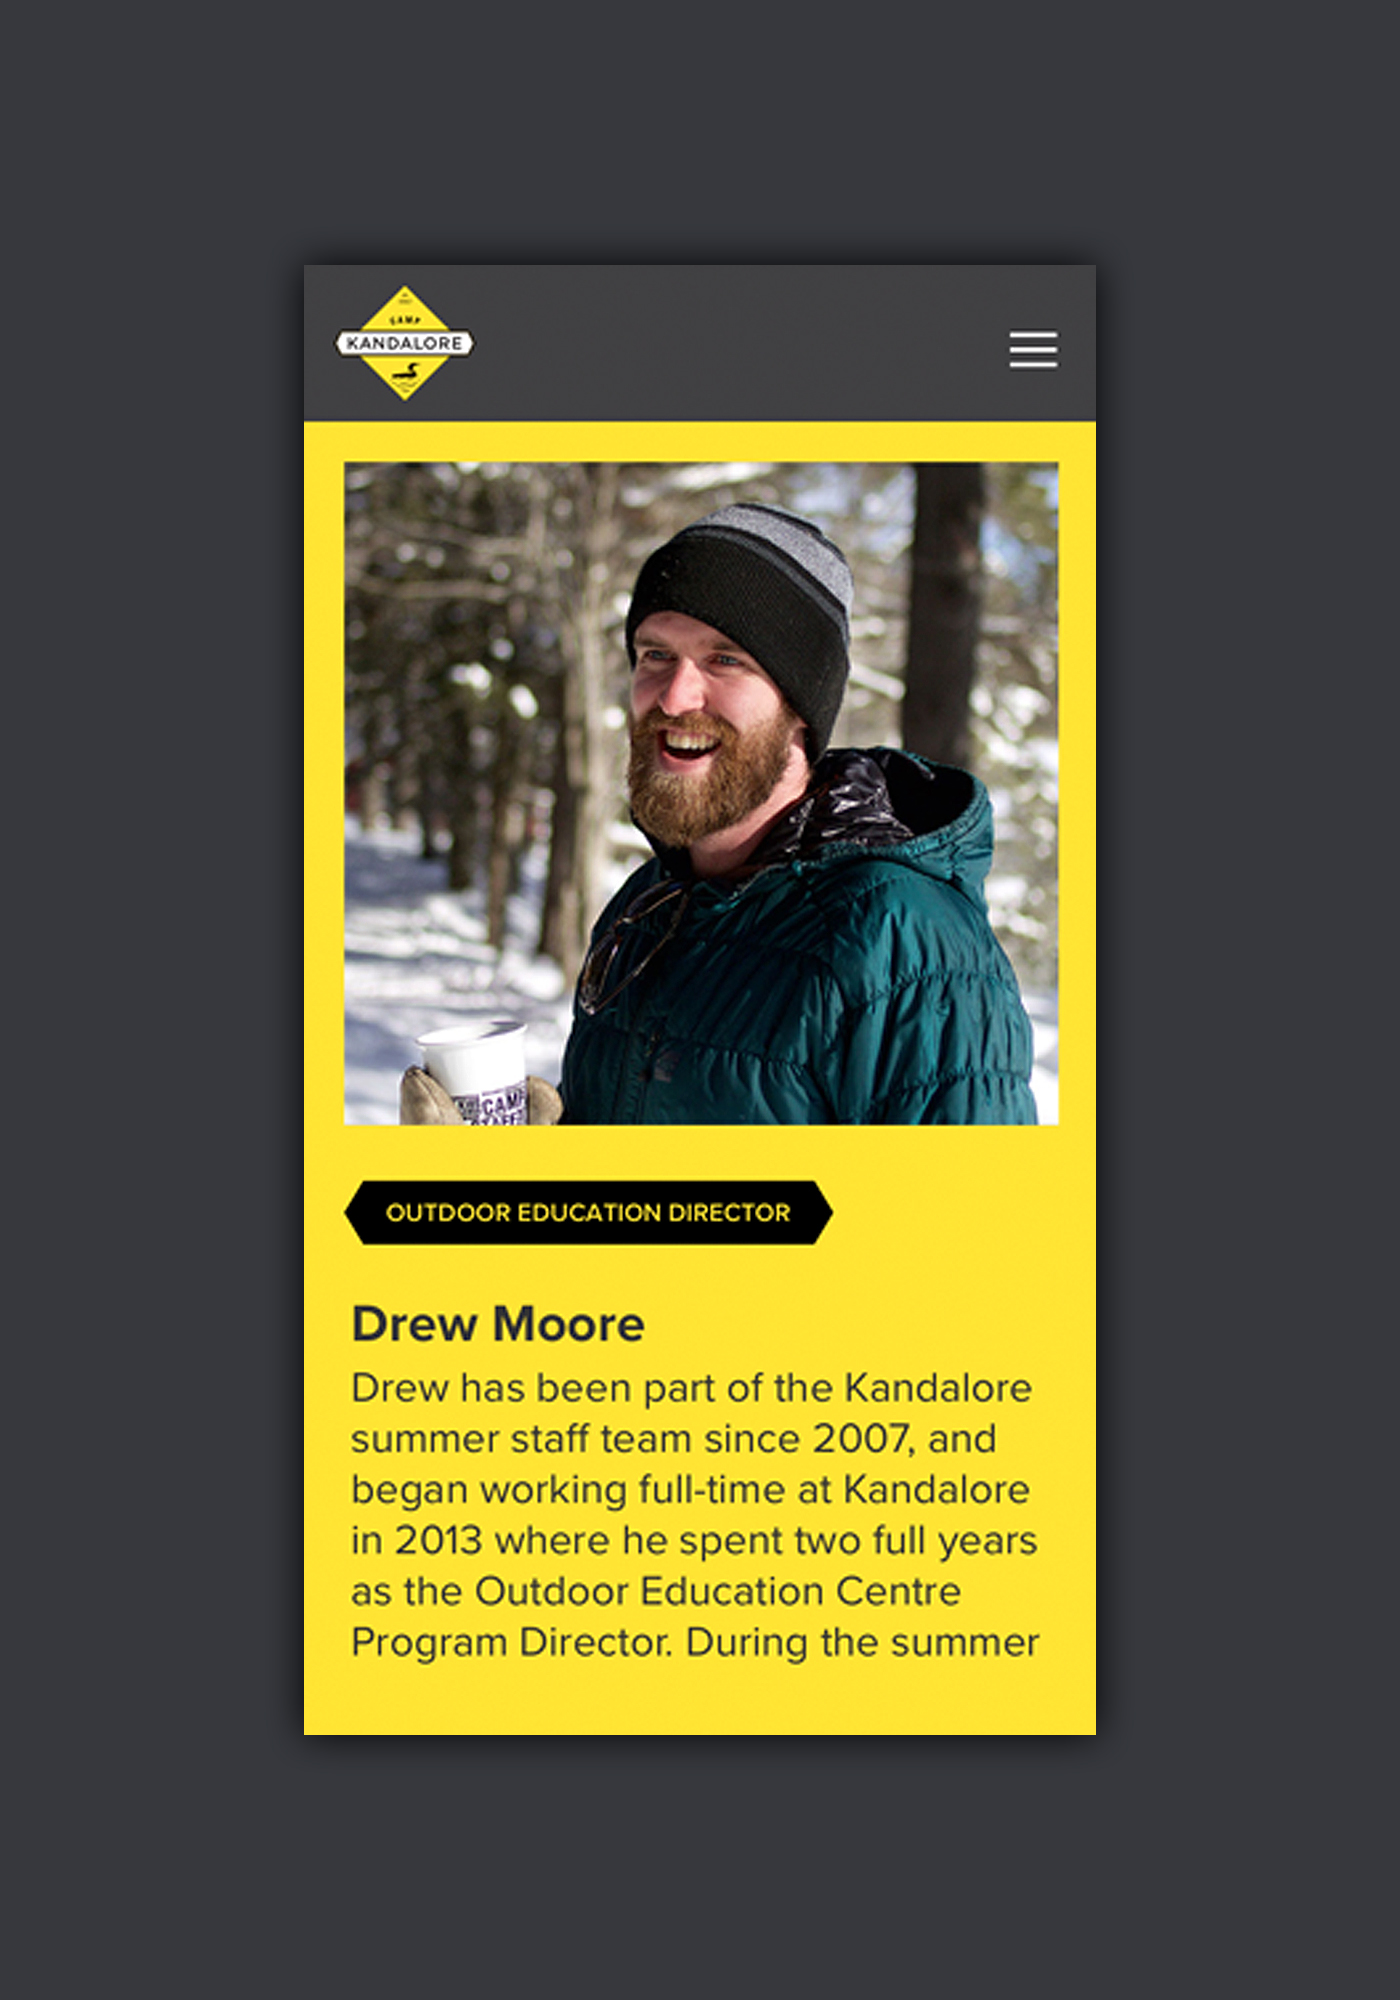 CAMP
KANDALORE
CAMP
OUTDOOR EDUCATION DIRECTOR
Drew Moore
Drew has been part of the Kandalore
summer staff team since 2007, and
began working full-time at Kandalore
in 2013 where he spent two full years
as the Outdoor Education Centre
Program Director. During the summer